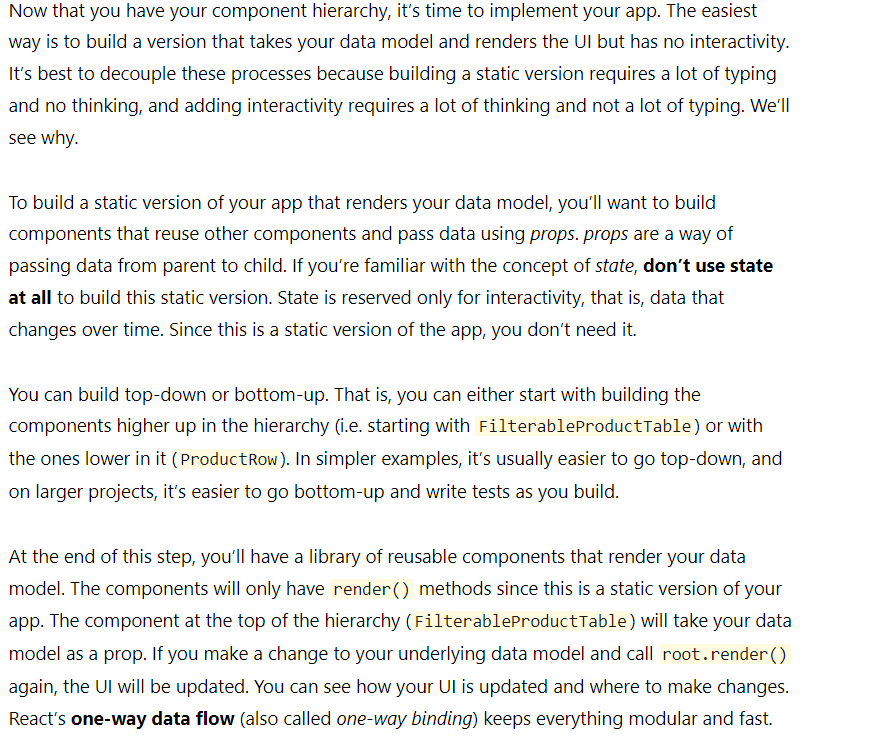 Now that you have your component hierarchy, it’s time to implement your app. The easiest
way is to build a version that takes your data model and renders the UI but has no interactivity.
It’s best to decouple these processes because building a static version requires a lot of typing
and no thinking, and adding interactivity requires a lot of thinking and not a lot of typing. We’ll
see why.
To build a static version of your app that renders your data model, you’ll want to build
components that reuse other components and pass data using props. props are a way of
passing data from parent to child. If you’re familiar with the concept of state, don’t use state
at all to build this static version. State is reserved only for interactivity, that is, data that
changes over time. Since this is a static version of the app, you don’t need it.
You can build top-down or bottom-up. That is, you can either start with building the
components higher up in the hierarchy (i.e. starting with FilterableProductTable) or with
the ones lower in it (ProductRow). In simpler examples, it’s usually easier to go top-down, and
on larger projects, it’s easier to go bottom-up and write tests as you build.
At the end of this step, you’ll have a library of reusable components that render your data
model. The components will only have render() methods since this is a static version of your
app. The component at the top of the hierarchy (FilterableProductTable) will take your data
model as a prop. If you make a change to your underlying data model and call root.render()
again, the UI will be updated. You can see how your UI is updated and where to make changes.
React’s one-way data flow (also called one-way binding) keeps everything modular and fast.